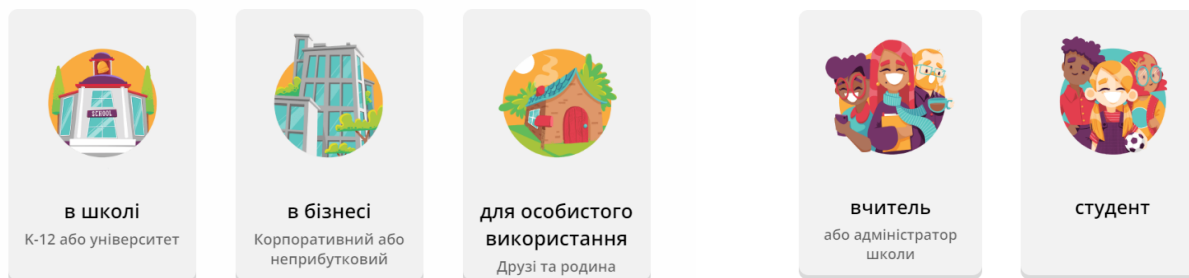 SCHOOL
в школі
К-12 або університет
в бізнесі
Корпоративний або
неприбутковий
для особистого
використання
Друзі та родина
вчитель
або адміністратор
школи
студент